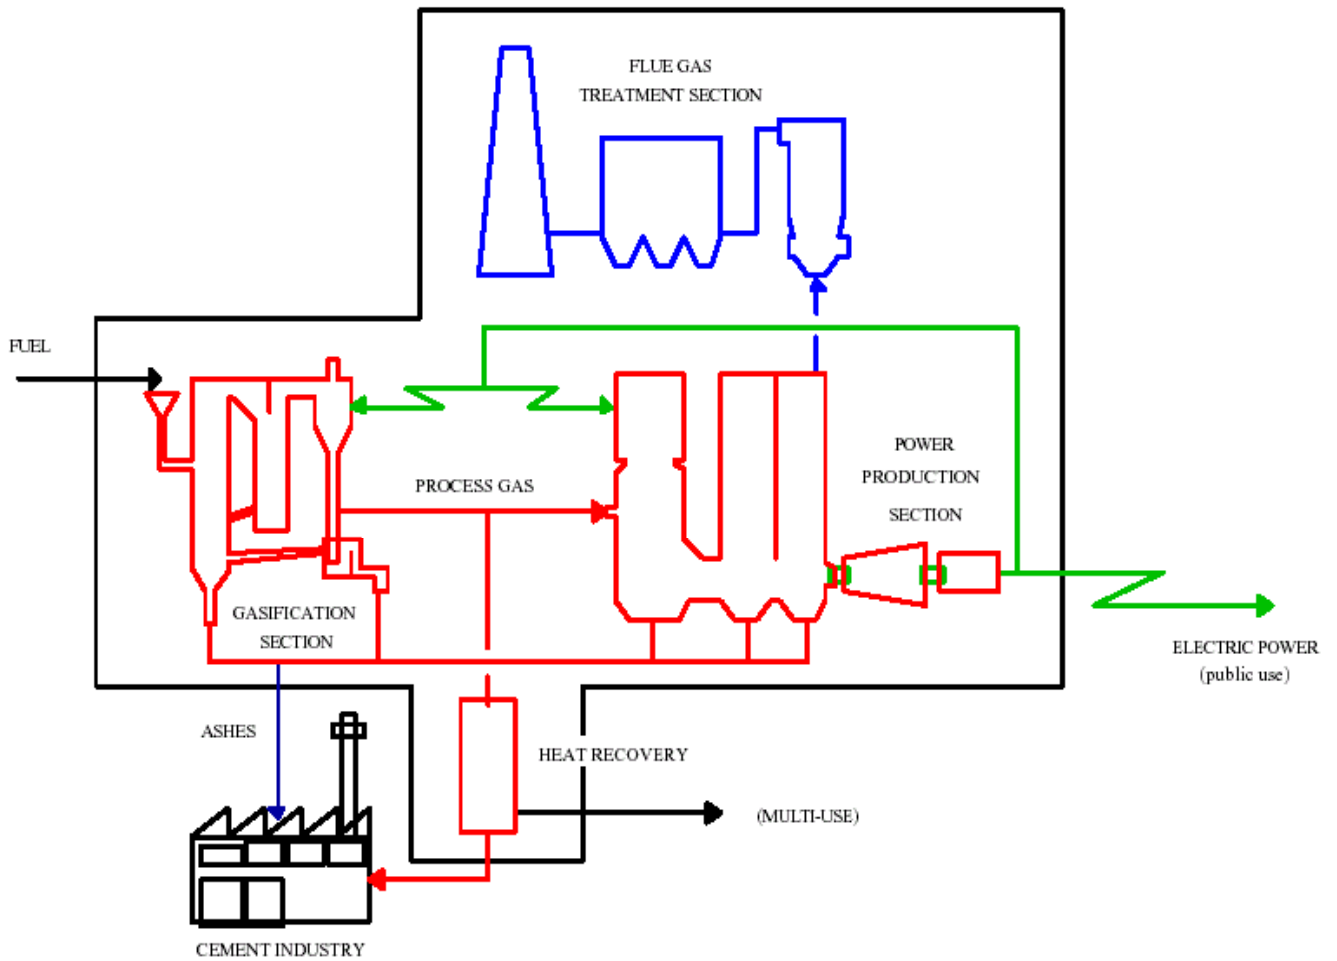 FLUE GAS
TREATMENT SECTION
FUEL
POWER
PRODUCTION
SECTION
PROCESS GAS
GASIFICATION
SECTION
ELECTRIC POWER
(public use)
ASHES
HEAT RECOVERY
(MULTI-USE)
CEMENT INDUSTRY